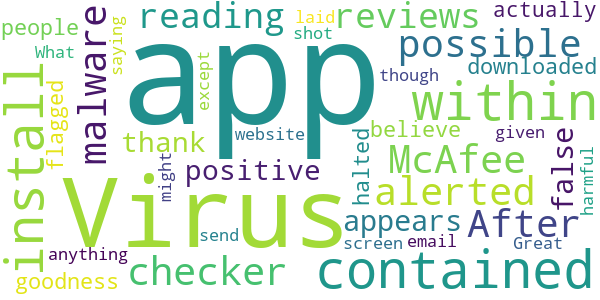 people
reading
reviews
actually
What
saying
malware
app
laid
shot
possible
install
flagged
except
though
downloaded
within
thank
website
believe
given
checker
Virus
might
positive
halted
McAfee
false
harmful
alerted
appears
After
send
screen
email
Great
anything
goodness
contained